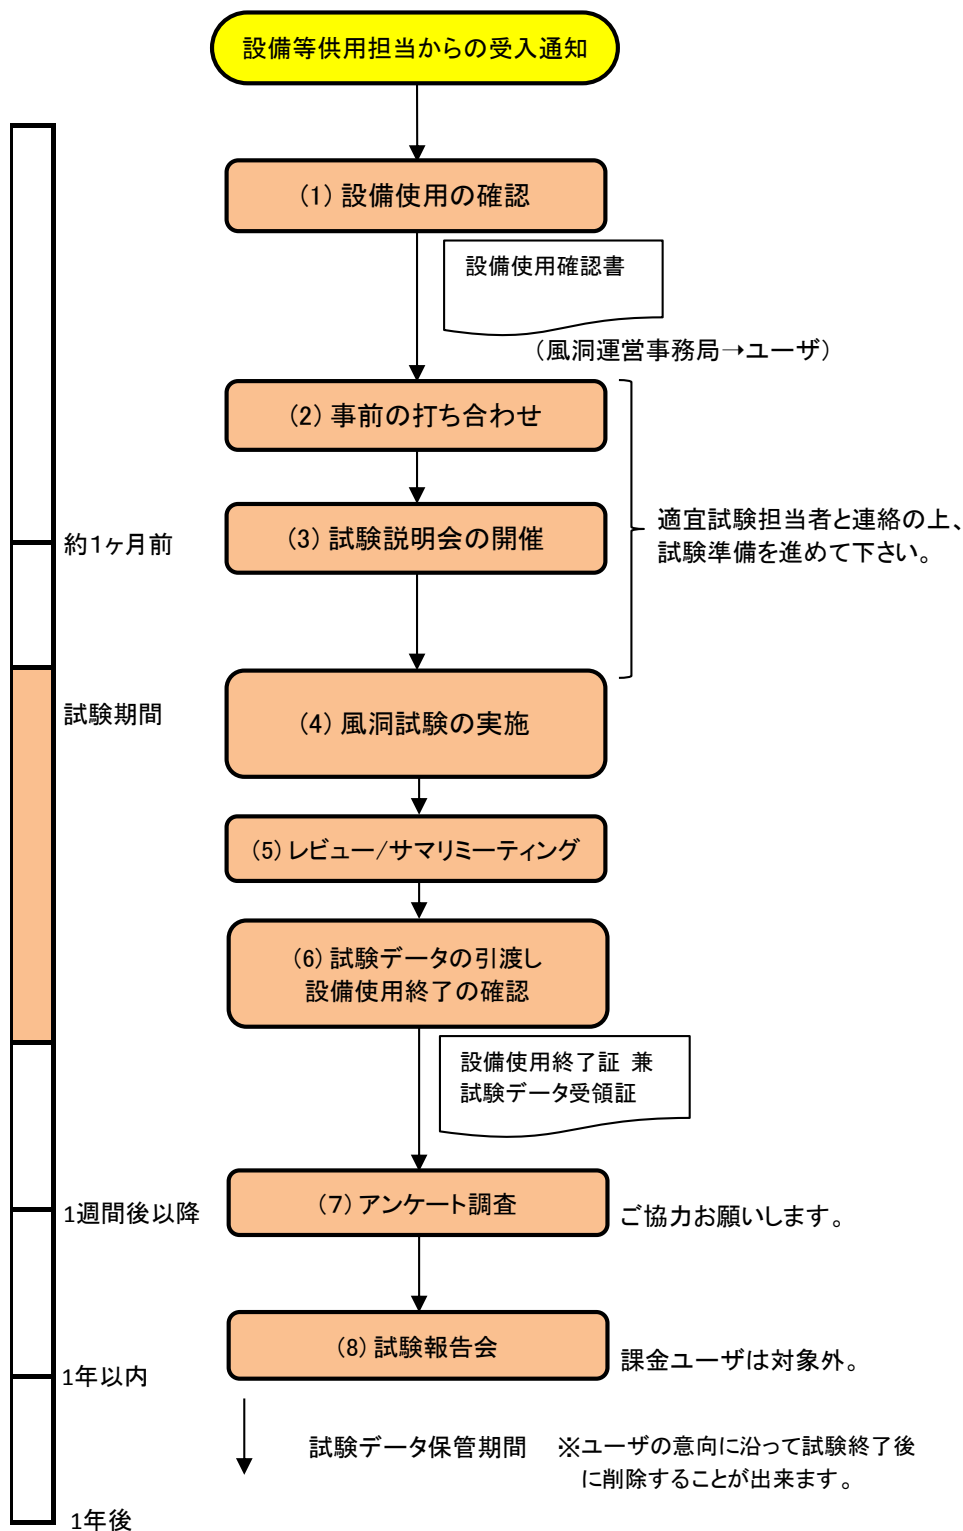 設備等供用担当からの受入通知
(1) 設備使用の確認
設備使用確認書
(風洞運営事務局→ユーザ)
(2) 事前の打ち合わせ
(3) 試験説明会の開催
約1ヶ月前
適宜試験担当者と連絡の上、
試験準備を進めて下さい。
試験期間
(4) 風洞試験の実施
(5) レビュー/サマリミーティング
(6) 試験データの引渡し
設備使用終了の確認
設備使用終了証 兼
試験データ受領証
1週間後以降
(7) アンケート調査
ご協力お願いします。
(8) 試験報告会
課金ユーザは対象外。
1年以内
試験データ保管期間
※ユーザの意向に沿って試験終了後
に削除することが出来ます。
1年後